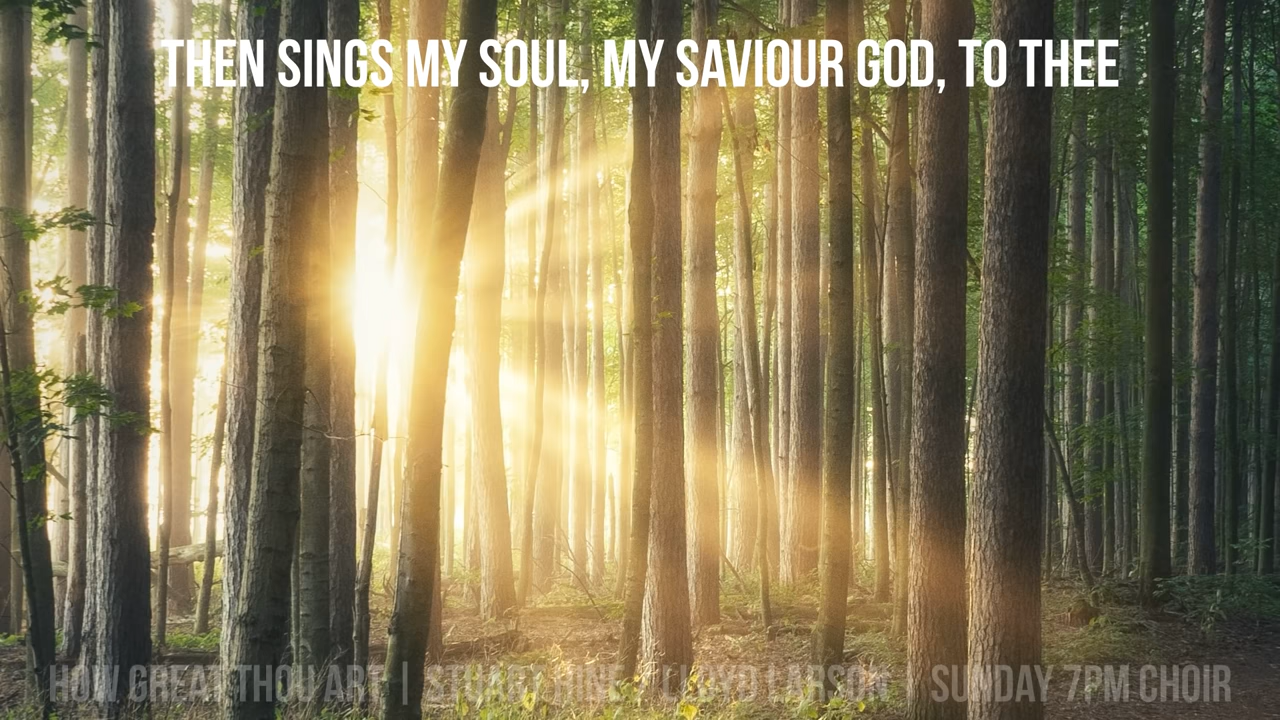 THEN SINGS MY SOUL, MY SAVIOUR GOD, TO THEE
HOW GREAT THOU ART | STUART HINE / LLOYD LARSON | SUNDAY 7PM CHOIR